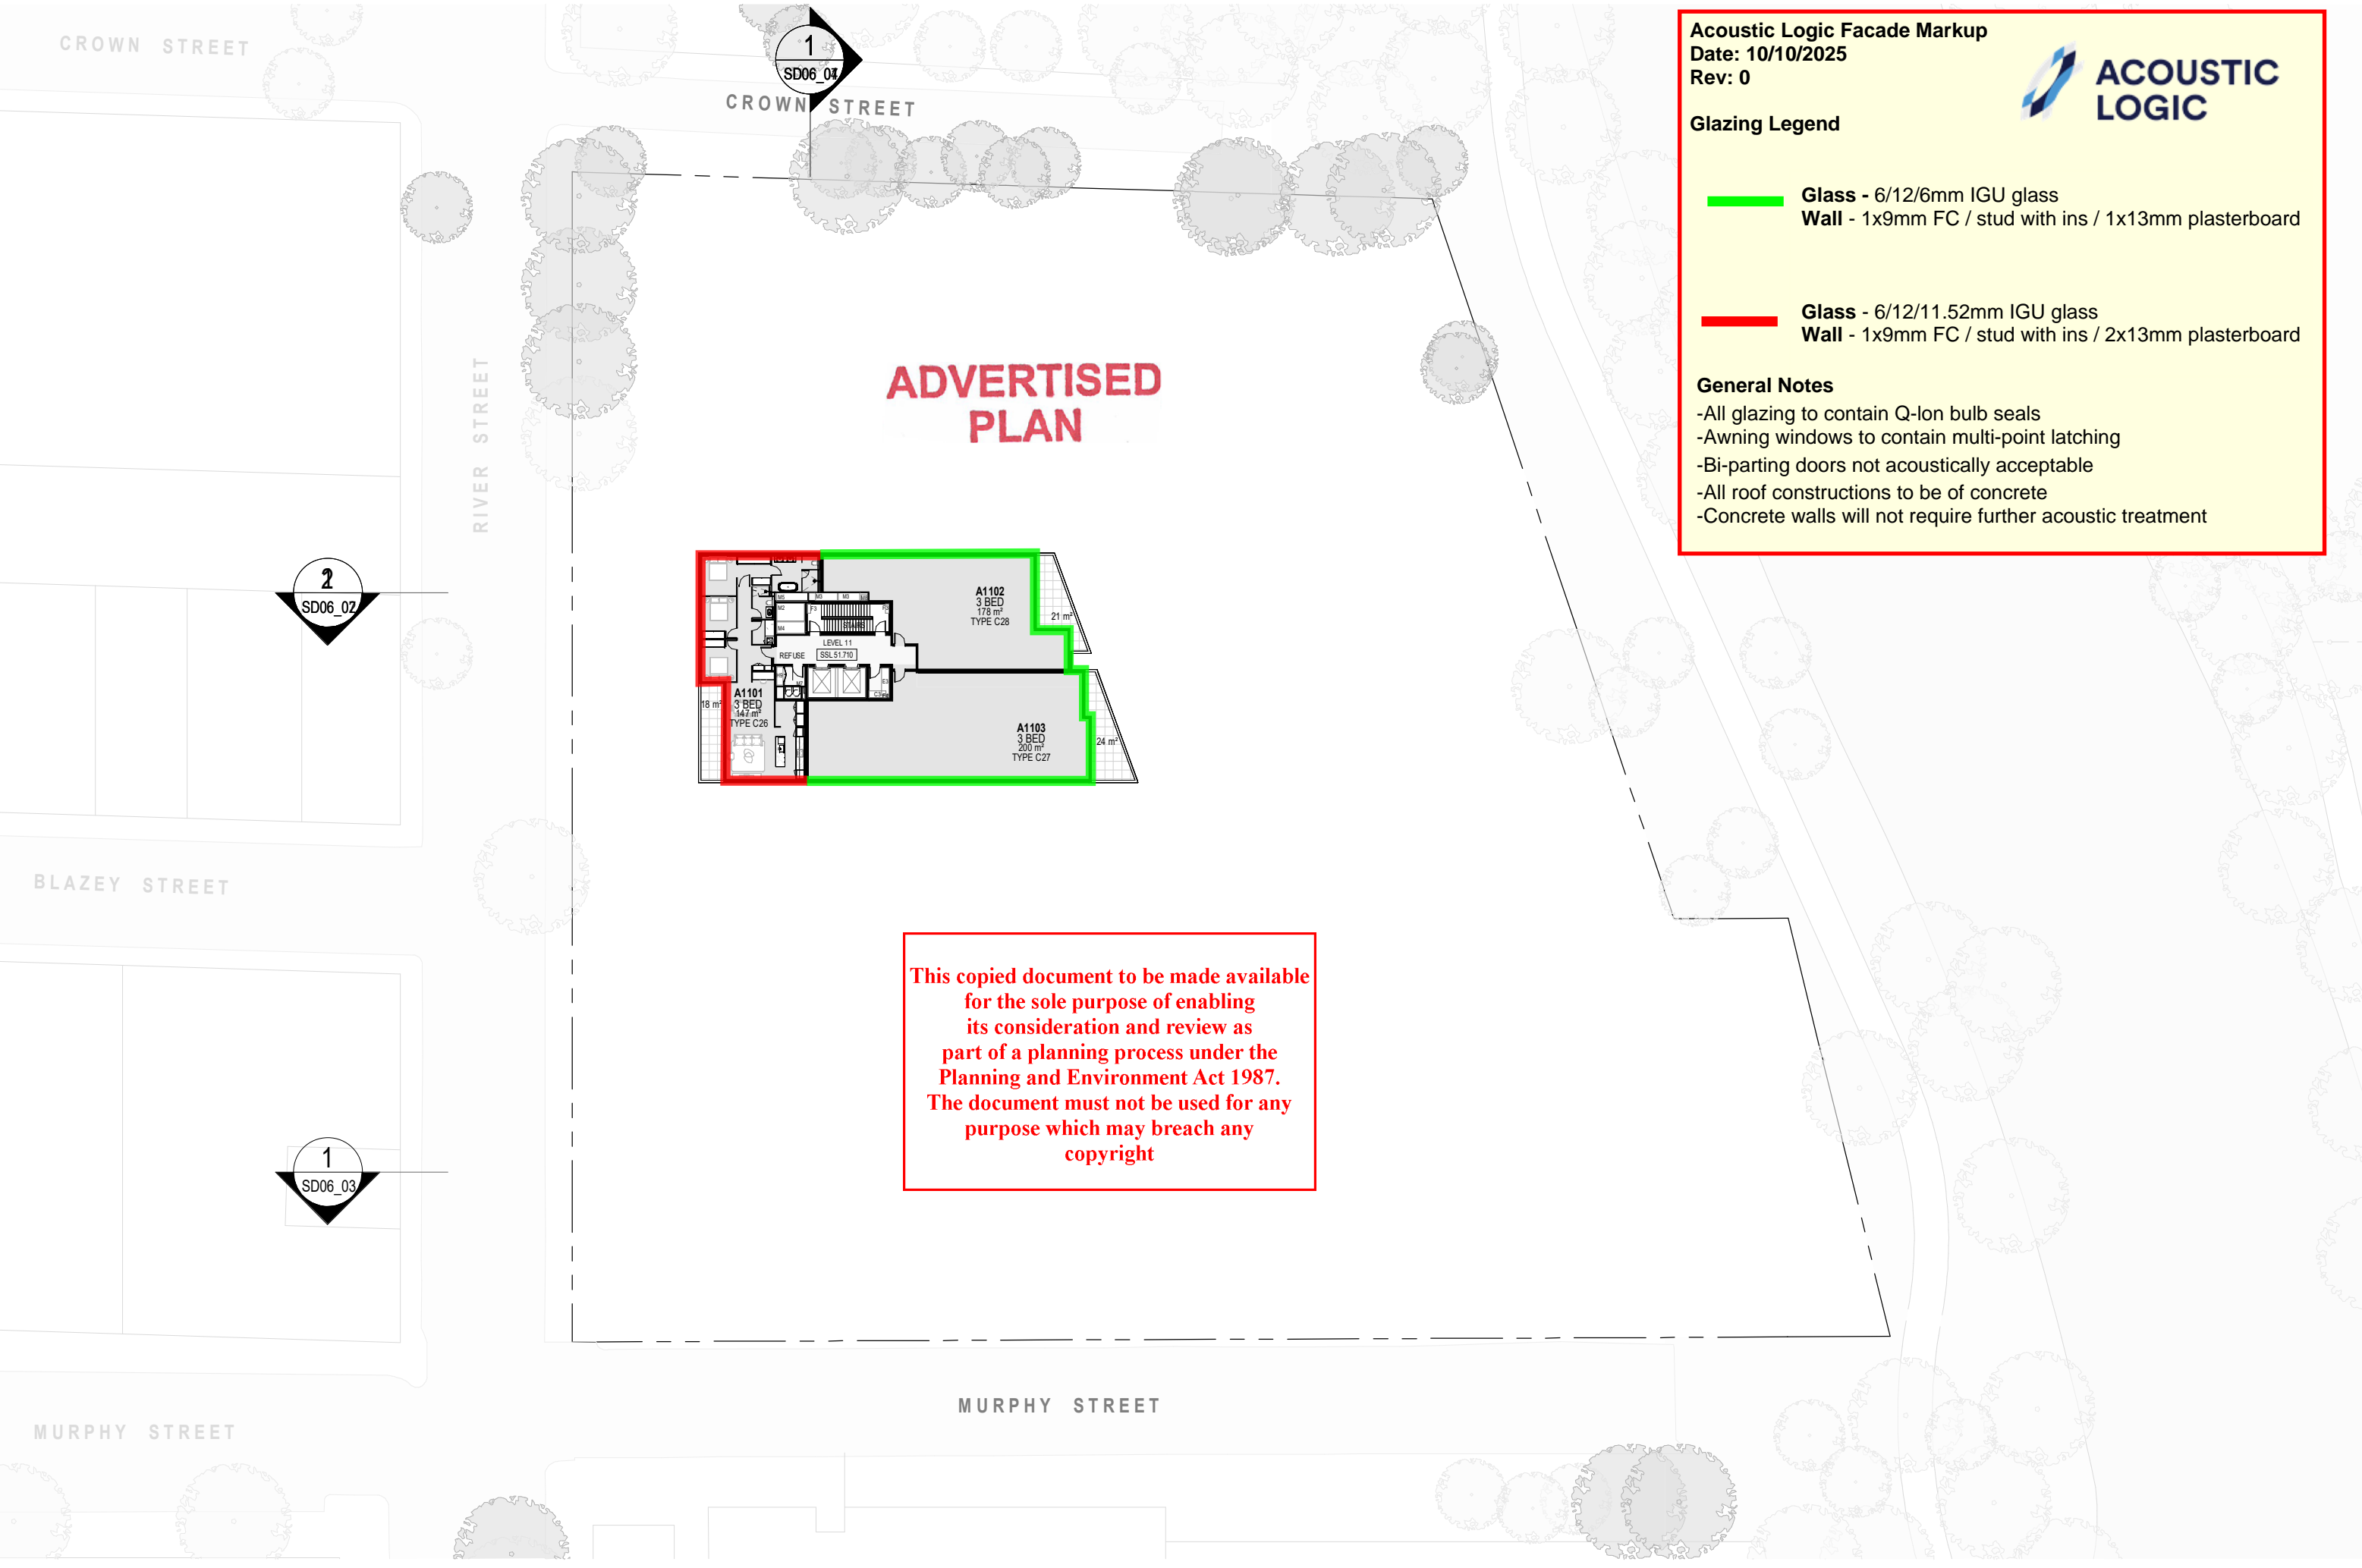 CROWN STREET
1
SD06_04
CROWN STREET
Acoustic Logic Facade Markup
Date: 10/10/2025
Rev: 0
ACOUSTIC
LOGIC
Glazing Legend
Glass - 6/12/6mm IGU glass
Wall - 1x9mm FC / stud with ins / 1x13mm plasterboard
Glass - 6/12/11.52mm IGU glass
Wall - 1x9mm FC / stud with ins / 2x13mm plasterboard
General Notes
-All glazing to contain Q-lon bulb seals
-Awning windows to contain multi-point latching
-Bi-parting doors not acoustically acceptable
-All roof constructions to be of concrete
-Concrete walls will not require further acoustic treatment
RIVER STREET
ADVERTISED
PLAN
SD06_02
A1102
3 BED
178 m²
TYPE C28
21 m²
M5
M3
M3
M2
F3
STAIRS
M4
LEVEL 11
REFUSE
SSL 51.710
A1101
3 BED
147 m²
TYPE C26
18 m²
M7
E3
A1103
3 BED
200 m²
TYPE C27
24 m²
BLAZEY STREET
This copied document to be made available
for the sole purpose of enabling
its consideration and review as
part of a planning process under the
Planning and Environment Act 1987.
The document must not be used for any
purpose which may breach any
copyright
1
SD06_03
MURPHY STREET
MURPHY STREET